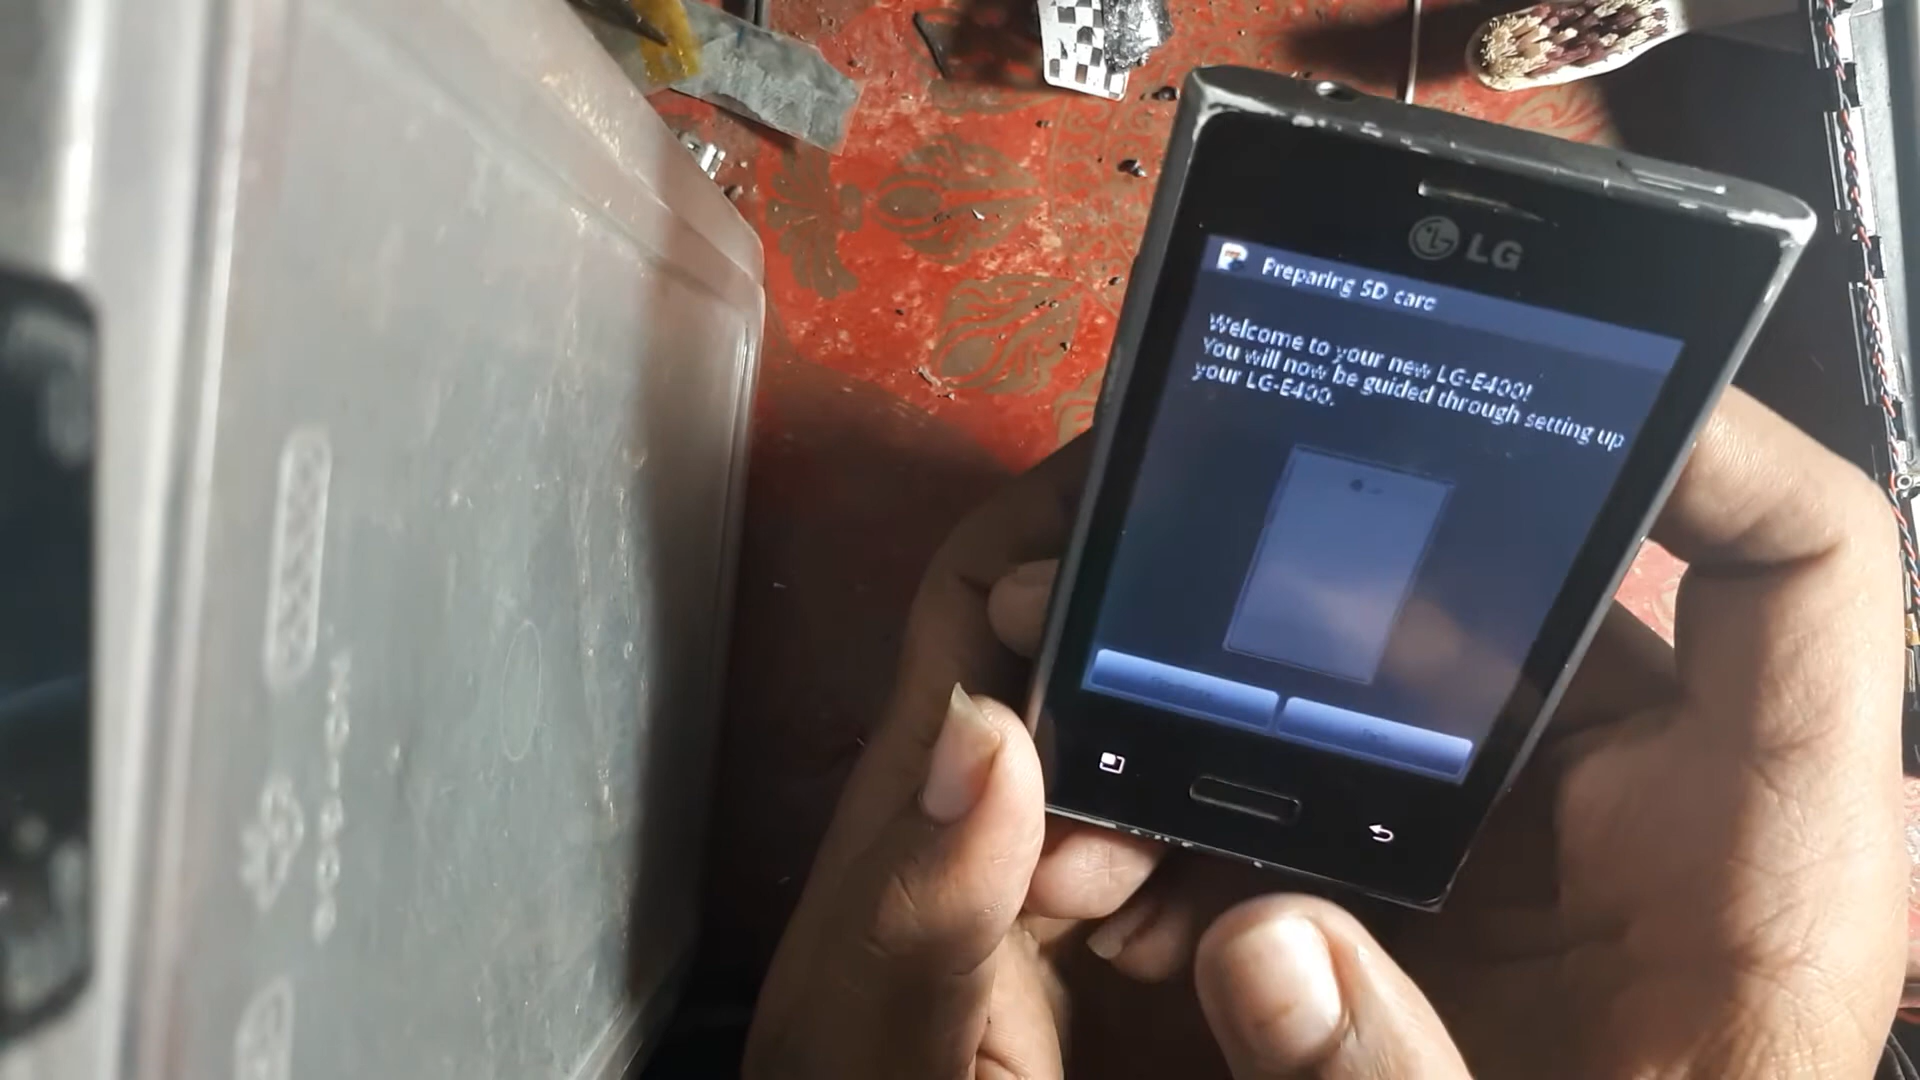 LG
Preparing SD card
Welcome to your new LG-E400!
You will now be guided through setting up
your LG-E400.